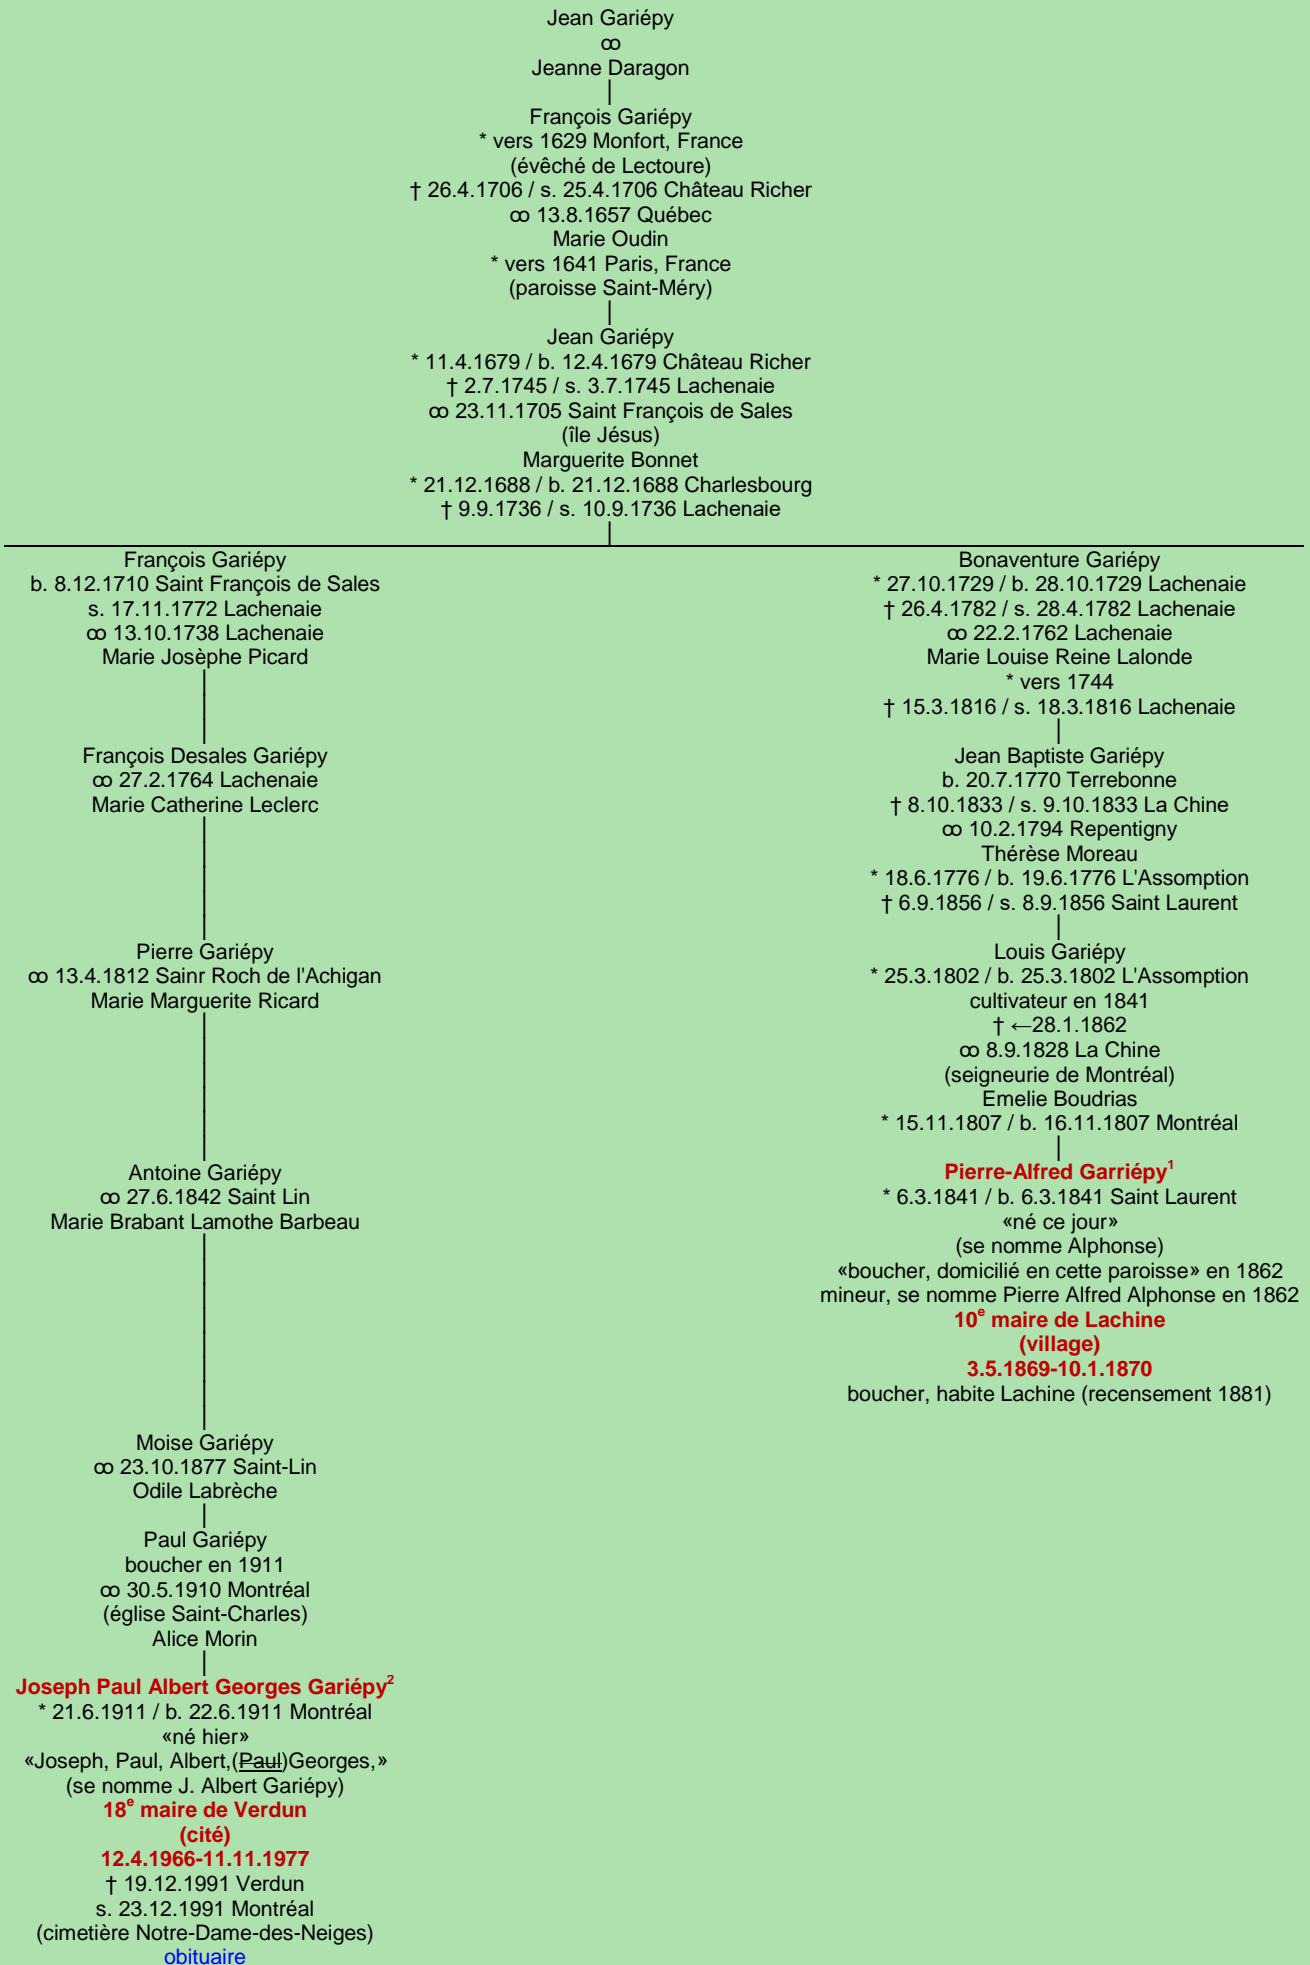 Jean Gariépy
ꝏ
Jeanne Daragon
François Gariépy
* vers 1629 Monfort, France
(évêché de Lectoure)
† 26.4.1706 / s. 25.4.1706 Château Richer
ꝏ 13.8.1657 Québec
Marie Oudin
* vers 1641 Paris, France
(paroisse Saint-Méry)
Jean Gariépy
* 11.4.1679 / b. 12.4.1679 Château Richer
† 2.7.1745 / s. 3.7.1745 Lachenaie
ꝏ 23.11.1705 Saint François de Sales
(île Jésus)
Marguerite Bonnet
* 21.12.1688 / b. 21.12.1688 Charlesbourg
† 9.9.1736 / s. 10.9.1736 Lachenaie
François Gariépy
b. 8.12.1710 Saint François de Sales
s. 17.11.1772 Lachenaie
ꝏ 13.10.1738 Lachenaie
Marie Josèphe Picard
François Desales Gariépy
ꝏ 27.2.1764 Lachenaie
Marie Catherine Leclerc
Pierre Gariépy
ꝏ 13.4.1812 Sainr Roch de l'Achigan
Marie Marguerite Ricard
Antoine Gariépy
ꝏ 27.6.1842 Saint Lin
Marie Brabant Lamothe Barbeau
Moise Gariépy
ꝏ 23.10.1877 Saint-Lin
Odile Labrèche
Paul Gariépy
boucher en 1911
ꝏ 30.5.1910 Montréal
(église Saint-Charles)
Alice Morin
Joseph Paul Albert Georges Gariépy²
* 21.6.1911 / b. 22.6.1911 Montréal
«né hier»
«Joseph, Paul, Albert,(Paul)Georges,»
(se nomme J. Albert Gariépy)
18e maire de Verdun
(cité)
12.4.1966-11.11.1977
† 19.12.1991 Verdun
s. 23.12.1991 Montréal
(cimetière Notre-Dame-des-Neiges)
obituaire
Bonaventure Gariépy
* 27.10.1729 / b. 28.10.1729 Lachenaie
† 26.4.1782 / s. 28.4.1782 Lachenaie
ꝏ 22.2.1762 Lachenaie
Marie Louise Reine Lalonde
* vers 1744
† 15.3.1816 / s. 18.3.1816 Lachenaie
Jean Baptiste Gariépy
b. 20.7.1770 Terrebonne
† 8.10.1833 / s. 9.10.1833 La Chine
ꝏ 10.2.1794 Repentigny
Thérèse Moreau
* 18.6.1776 / b. 19.6.1776 L'Assomption
† 6.9.1856 / s. 8.9.1856 Saint Laurent
Louis Gariépy
* 25.3.1802 / b. 25.3.1802 L'Assomption
cultivateur en 1841
† ←28.1.1862
ꝏ 8.9.1828 La Chine
(seigneurie de Montréal)
Emelie Boudrias
* 15.11.1807 / b. 16.11.1807 Montréal
Pierre-Alfred Garriépy¹
* 6.3.1841 / b. 6.3.1841 Saint Laurent
«né ce jour»
(se nomme Alphonse)
«boucher, domicilié en cette paroisse» en 1862
mineur, se nomme Pierre Alfred Alphonse en 1862
10e maire de Lachine
(village)
3.5.1869-10.1.1870
boucher, habite Lachine (recensement 1881)